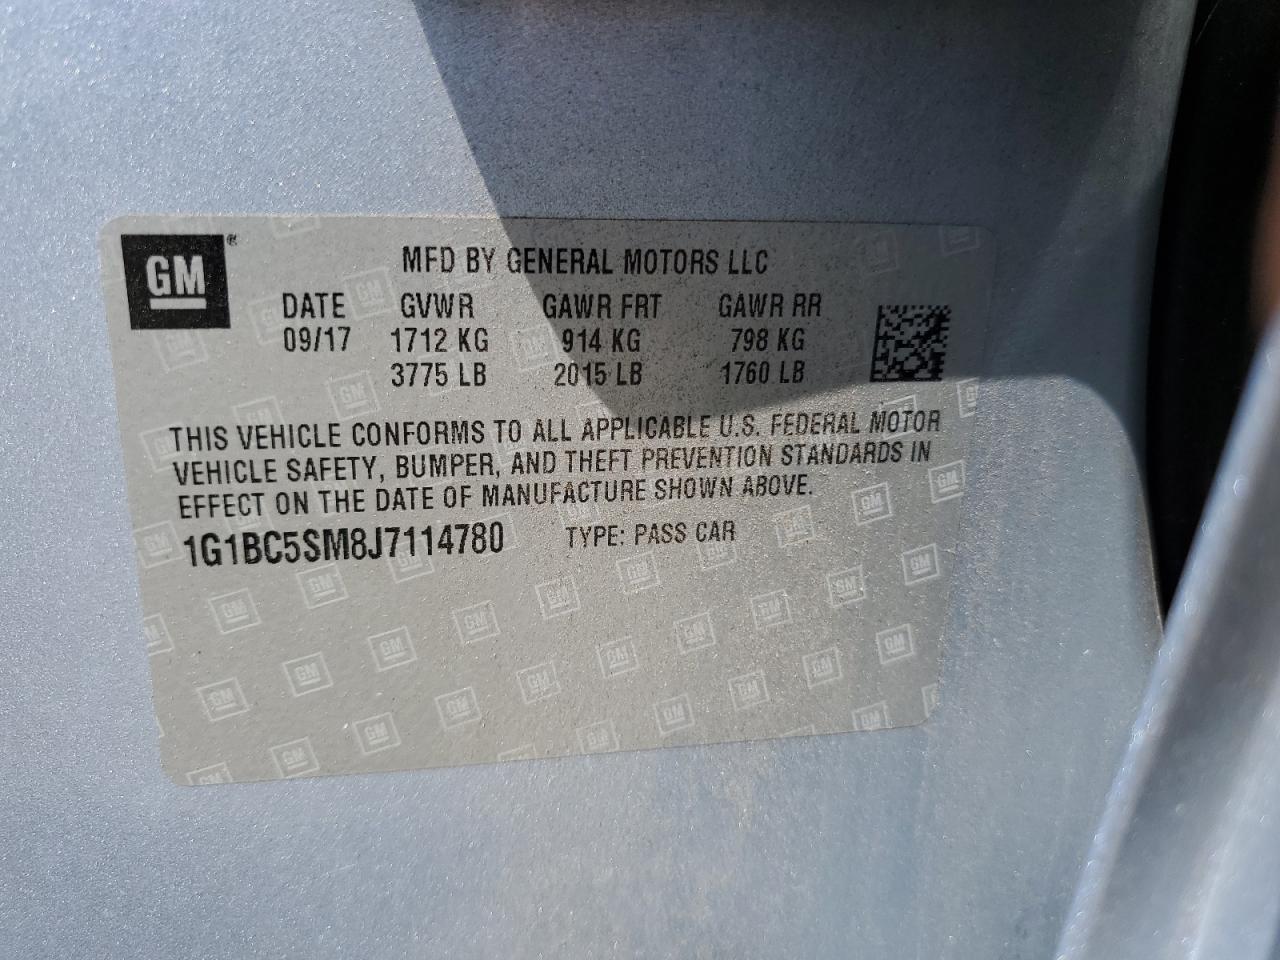 GM®
MFD BY GENERAL MOTORS LLC
DATE GVWR GAWR FRT GAWR RR
09/17 1712 KG 914 KG 798 KG
3775 LB 2015 LB 1760 LB
THIS VEHICLE CONFORMS TO ALL APPLICABLE U.S. FEDERAL MOTOR
VEHICLE SAFETY, BUMPER, AND THEFT PREVENTION STANDARDS IN
EFFECT ON THE DATE OF MANUFACTURE SHOWN ABOVE.
1G1BC5SM8J7114780 TYPE: PASS CAR